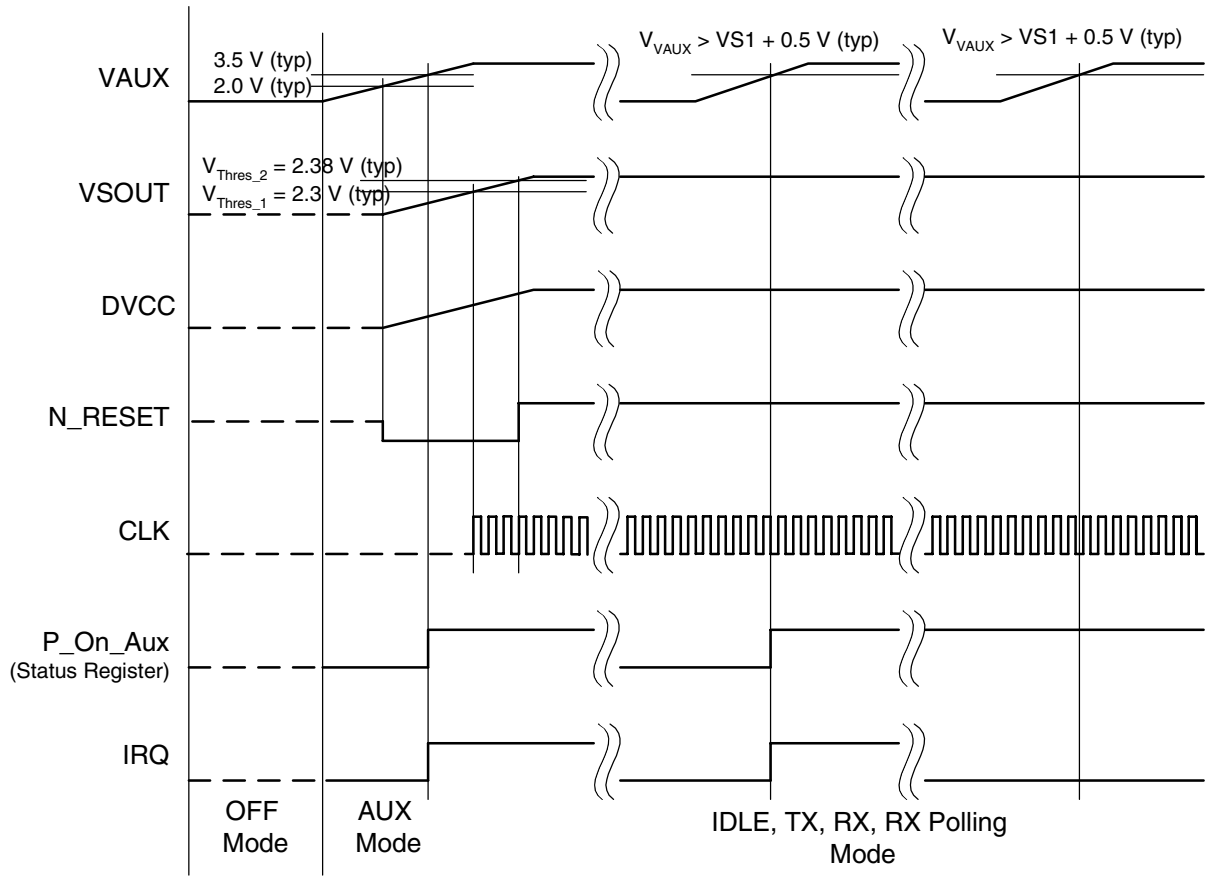 V_VAUX > VS1 + 0.5 V (typ)
V_VAUX > VS1 + 0.5 V (typ)
3.5 V (typ)
VAUX
2.0 V (typ)
V_Thres_2 = 2.38 V (typ)
VSOUT
V_Thres_1 = 2.3 V (typ)
DVCC
N_RESET
CLK
P_On_Aux
(Status Register)
IRQ
OFF
Mode
AUX
Mode
IDLE, TX, RX, RX Polling
Mode